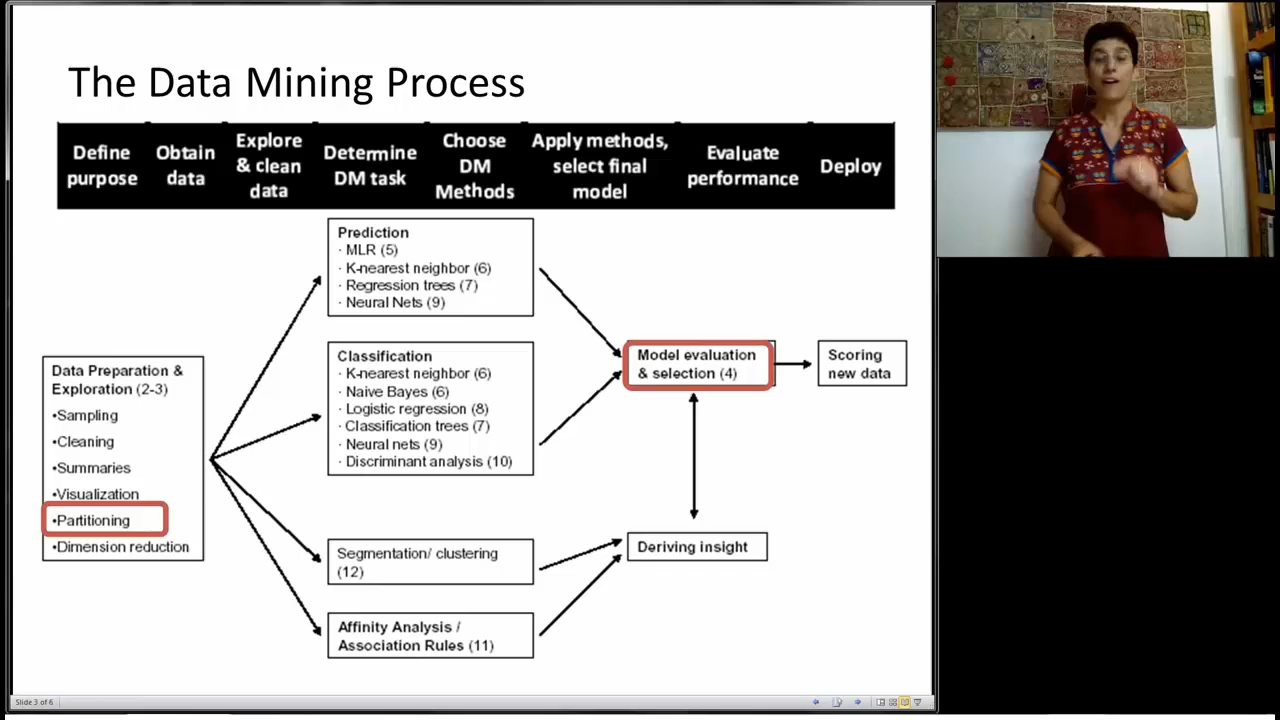 The Data Mining Process
Define
purpose
Obtain
data
Explore
& clean
data
Determine
DM task
Choose
DM
Methods
Apply methods,
select final
model
Evaluate
performance
Deploy
Prediction
· MLR (5)
· K-nearest neighbor (6)
· Regression trees (7)
· Neural Nets (9)
Data Preparation &
Exploration (2-3)
•Sampling
•Cleaning
•Summaries
•Visualization
•Partitioning
•Dimension reduction
Classification
· K-nearest neighbor (6)
· Naive Bayes (6)
· Logistic regression (8)
· Classification trees (7)
· Neural nets (9)
· Discriminant analysis (10)
Segmentation/ clustering
(12)
Affinity Analysis /
Association Rules (11)
Model evaluation
& selection (4)
Deriving insight
Scoring
new data
Slide 3 of 6